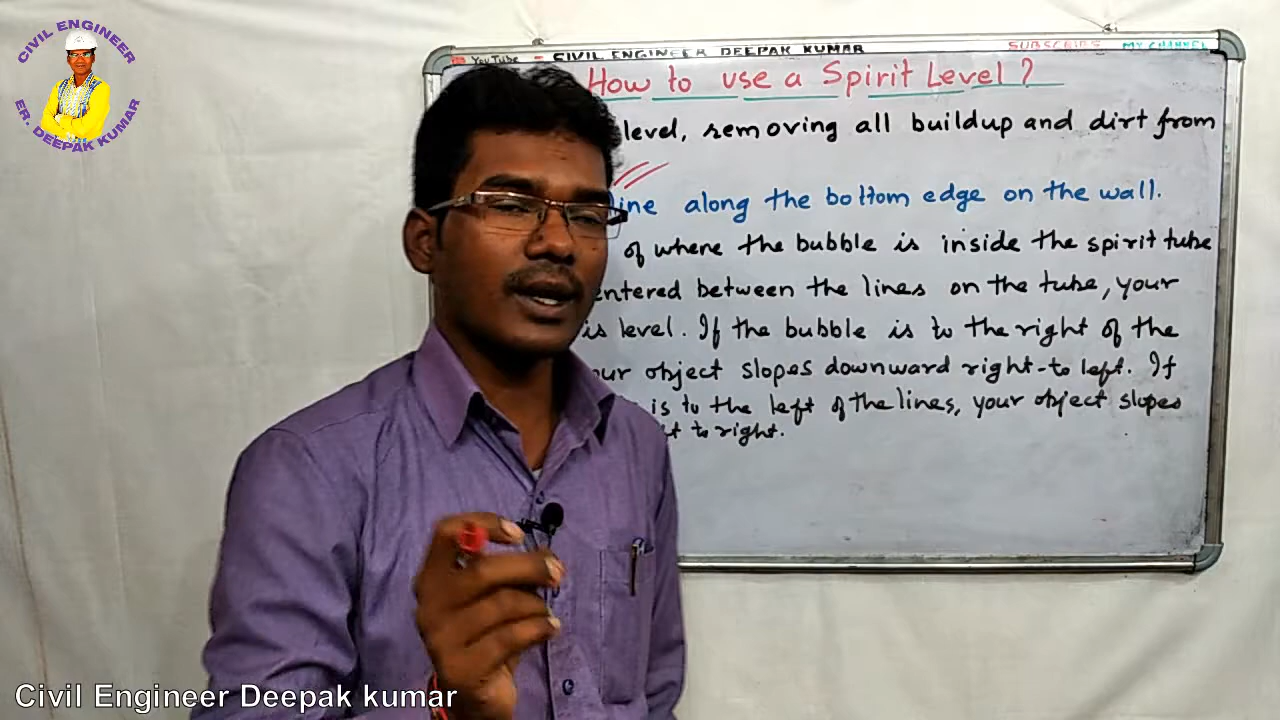 CIVIL ENGINEER
ER. DEEPAK KUMAR
YouTube - CIVIL ENGINEER DEEPAK KUMAR SUBSCRIBE MY CHANNEL
How to use a Spirit Level ?
level, removing all buildup and dirt from
line along the bottom edge on the wall.
of where the bubble is inside the spirit tube
entered between the lines on the tube, your
is level. If the bubble is to the right of the
our object slopes downward right-to left. If
is to the left of the lines, your object slopes
to right.
Civil Engineer Deepak kumar